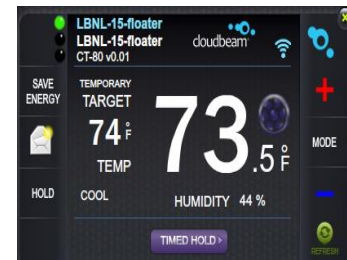 LBNL-15-floater
LBNL-15-floater
CT-80 v0.01
cloudbeam
SAVE
ENERGY
TEMPORARY
TARGET
74°F
TEMP
73.5°F
+
MODE
HOLD
COOL
HUMIDITY 44 %
−
TIMED HOLD >
REFRESH
x